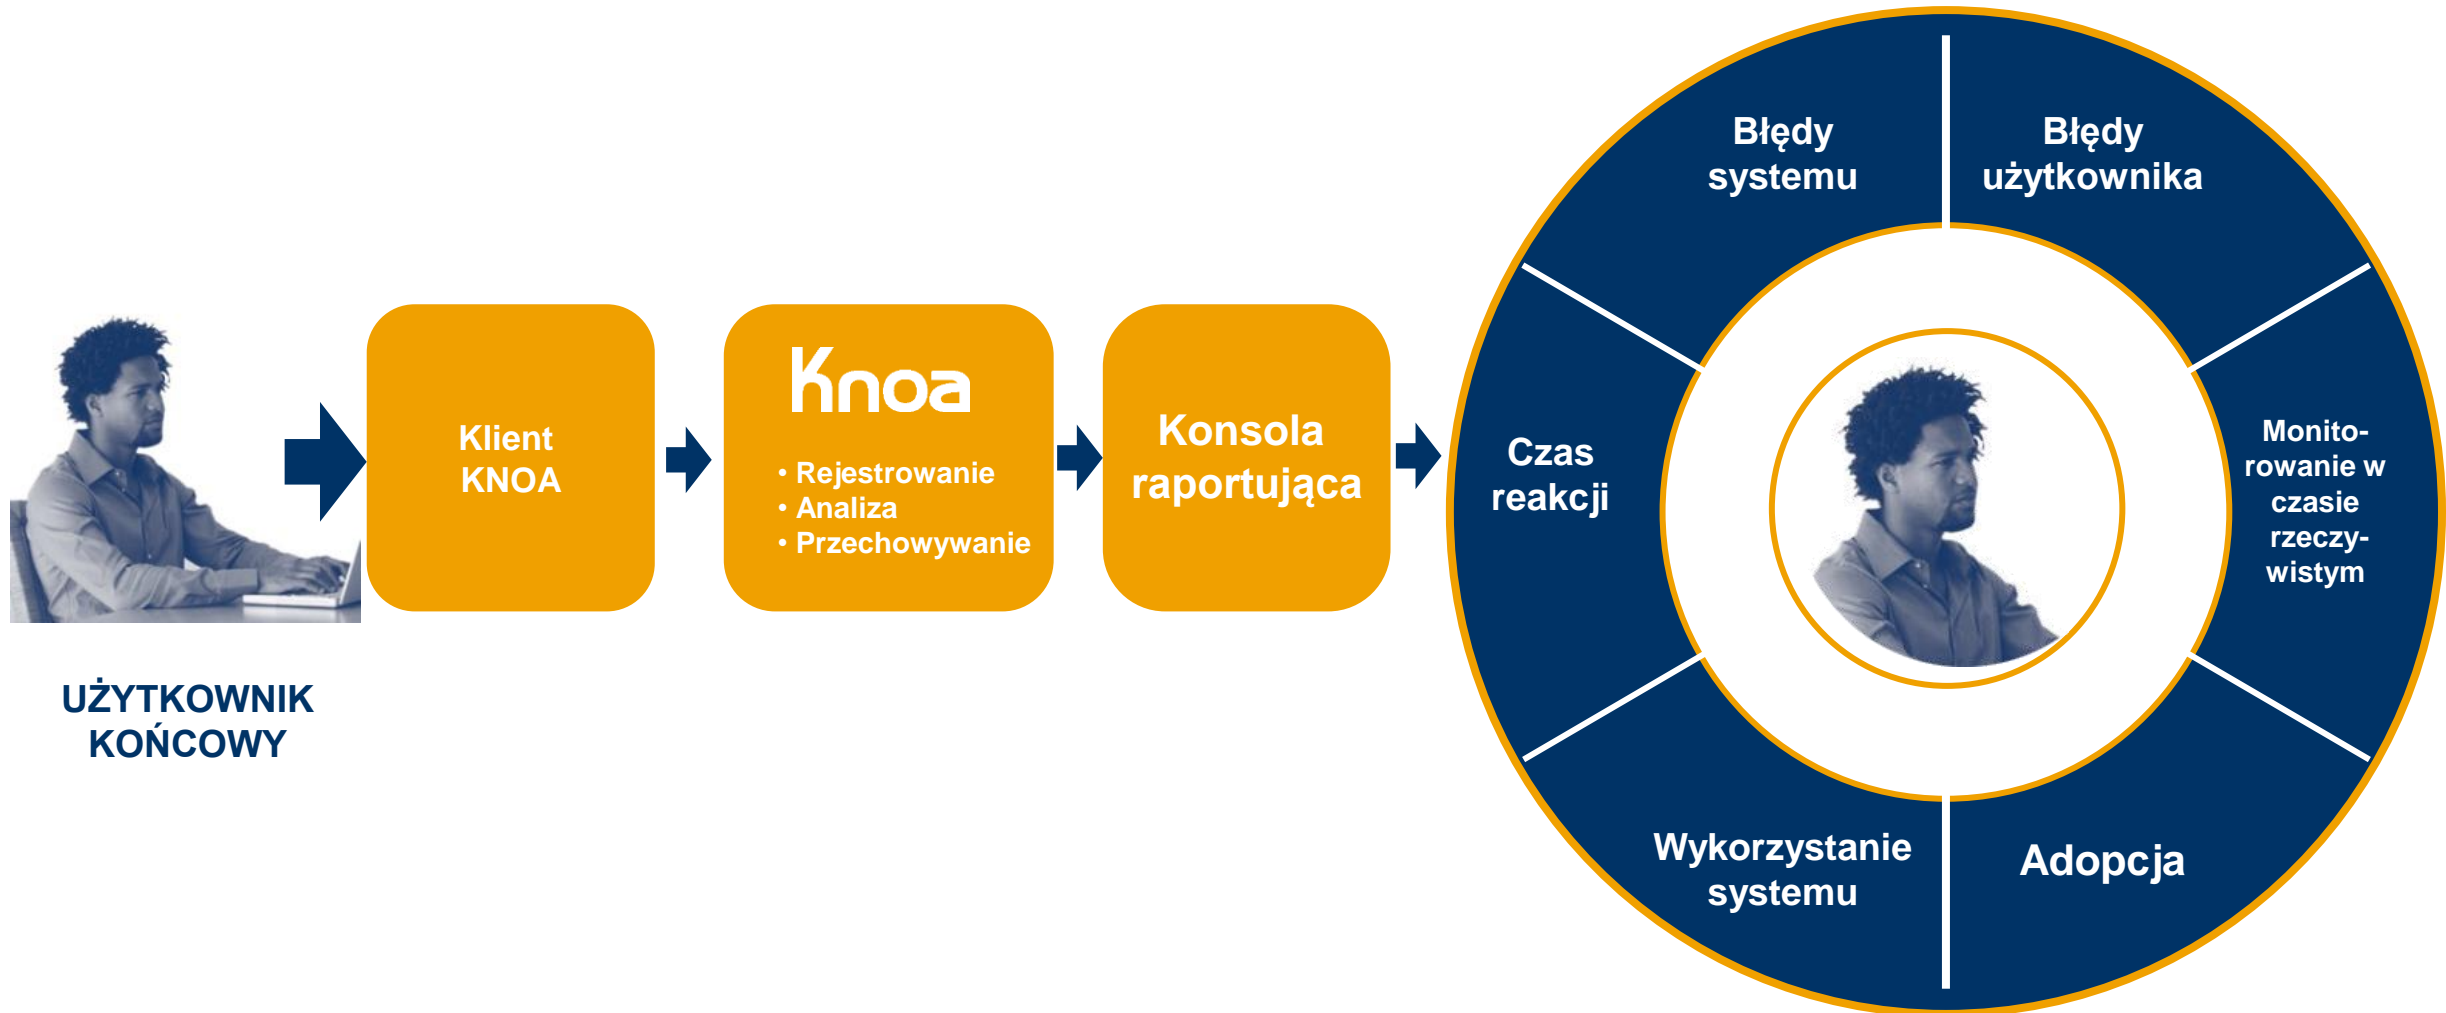 UŻYTKOWNIK
KOŃCOWY
Klient
KNOA
Knoa
• Rejestrowanie
• Analiza
• Przechowywanie
Konsola
raportująca
Błędy
systemu
Błędy
użytkownika
Czas
reakcji
Monito-
rowanie w
czasie
rzeczy-
wistym
Wykorzystanie
systemu
Adopcja